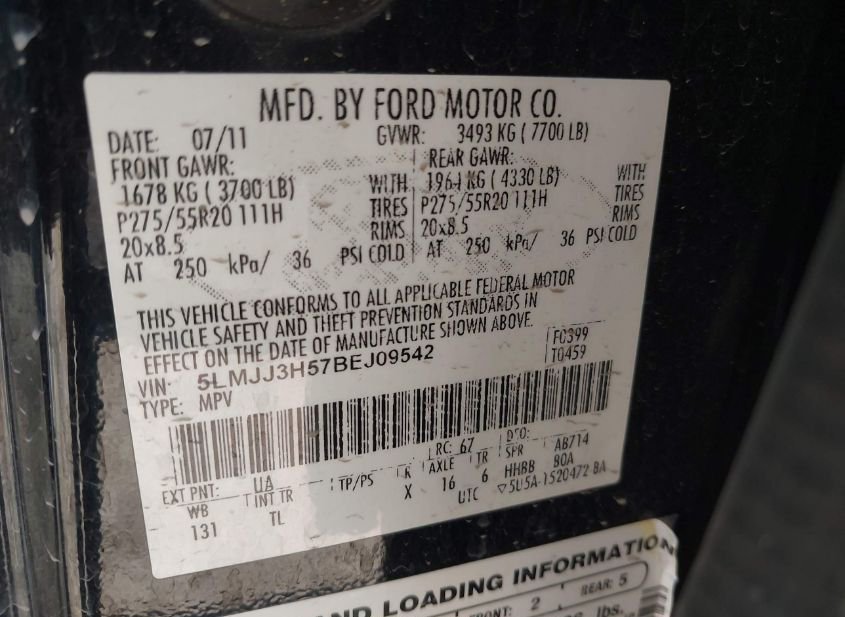 MFD. BY FORD MOTOR CO.
DATE: 07/11 GVWR: 3493 KG ( 7700 LB)
FRONT GAWR: REAR GAWR:
1678 KG ( 3700 LB) WITH 1964 KG ( 4330 LB) WITH
P275/55R20 111H TIRES P275/55R20 111H TIRES
20x8.5 RIMS 20x8.5 RIMS
AT 250 kPa/ 36 PSI COLD AT 250 kPa/ 36 PSI COLD
THIS VEHICLE CONFORMS TO ALL APPLICABLE FEDERAL MOTOR
VEHICLE SAFETY AND THEFT PREVENTION STANDARDS IN
EFFECT ON THE DATE OF MANUFACTURE SHOWN ABOVE.
VIN: 5LMJJ3H57BEJ09542 F0399
TYPE: MPV T0459
EXT PNT: UA RC: 67 DSO:
WB INT TR TP/PS R AXLE TR SPR AB714
131 TL X 16 6 HHBB BOA
UTC ▽5U5A-1520472-BA
ND LOADING INFORMATION
FRONT: 2 REAR: 5
lbs.